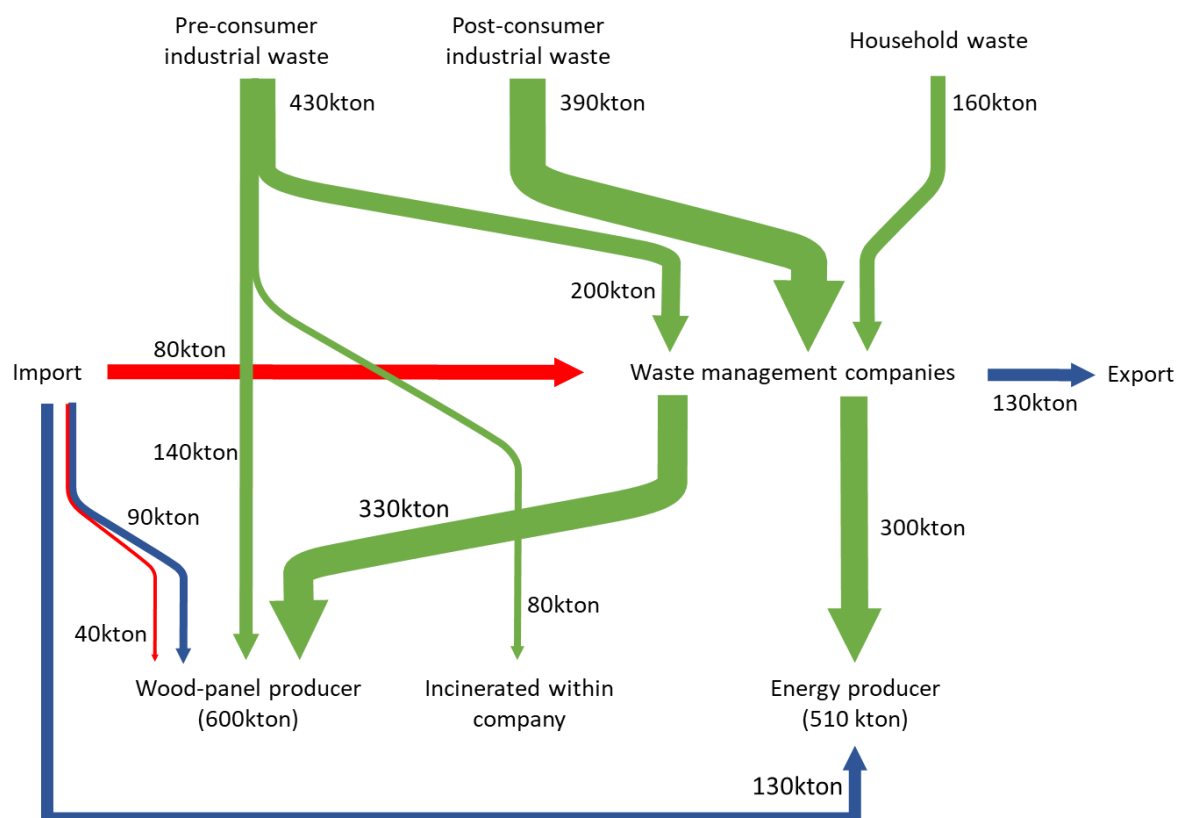 Pre-consumer
industrial waste
Post-consumer
industrial waste
Household waste
430kton
390kton
160kton
200kton
80kton
Import
Waste management companies
Export
130kton
140kton
90kton
330kton
300kton
40kton
80kton
Wood-panel producer
(600kton)
Incinerated within
company
Energy producer
(510 kton)
130kton